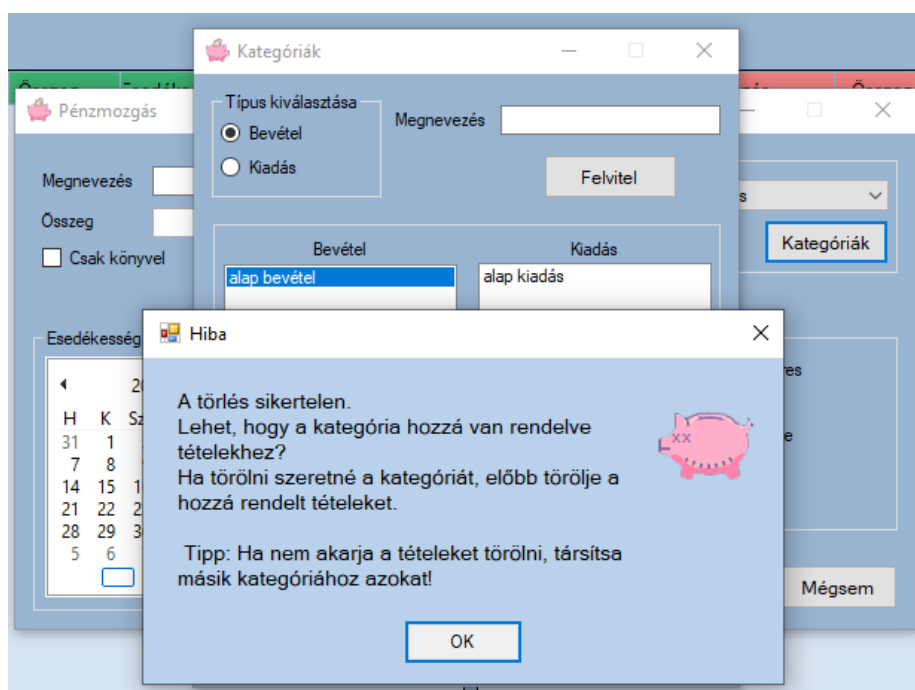 Kategóriák
Típus kiválasztása
Bevétel
Kiadás
Megnevezés
Felvitel
Bevétel
Kiadás
alap bevétel
alap kiadás
Pénzmozgás
Megnevezés
Összeg
Csak könyvel
Kategóriák
Esedékesség
H K
31 1
7 8
14 15
21 22
28 29
5 6
Mégsem
Hiba
A törlés sikertelen.
Lehet, hogy a kategória hozzá van rendelve
tételekhez?
Ha törölni szeretné a kategóriát, előbb törölje a
hozzá rendelt tételeket.
Tipp: Ha nem akarja a tételeket törölni, társítsa
másik kategóriához azokat!
OK